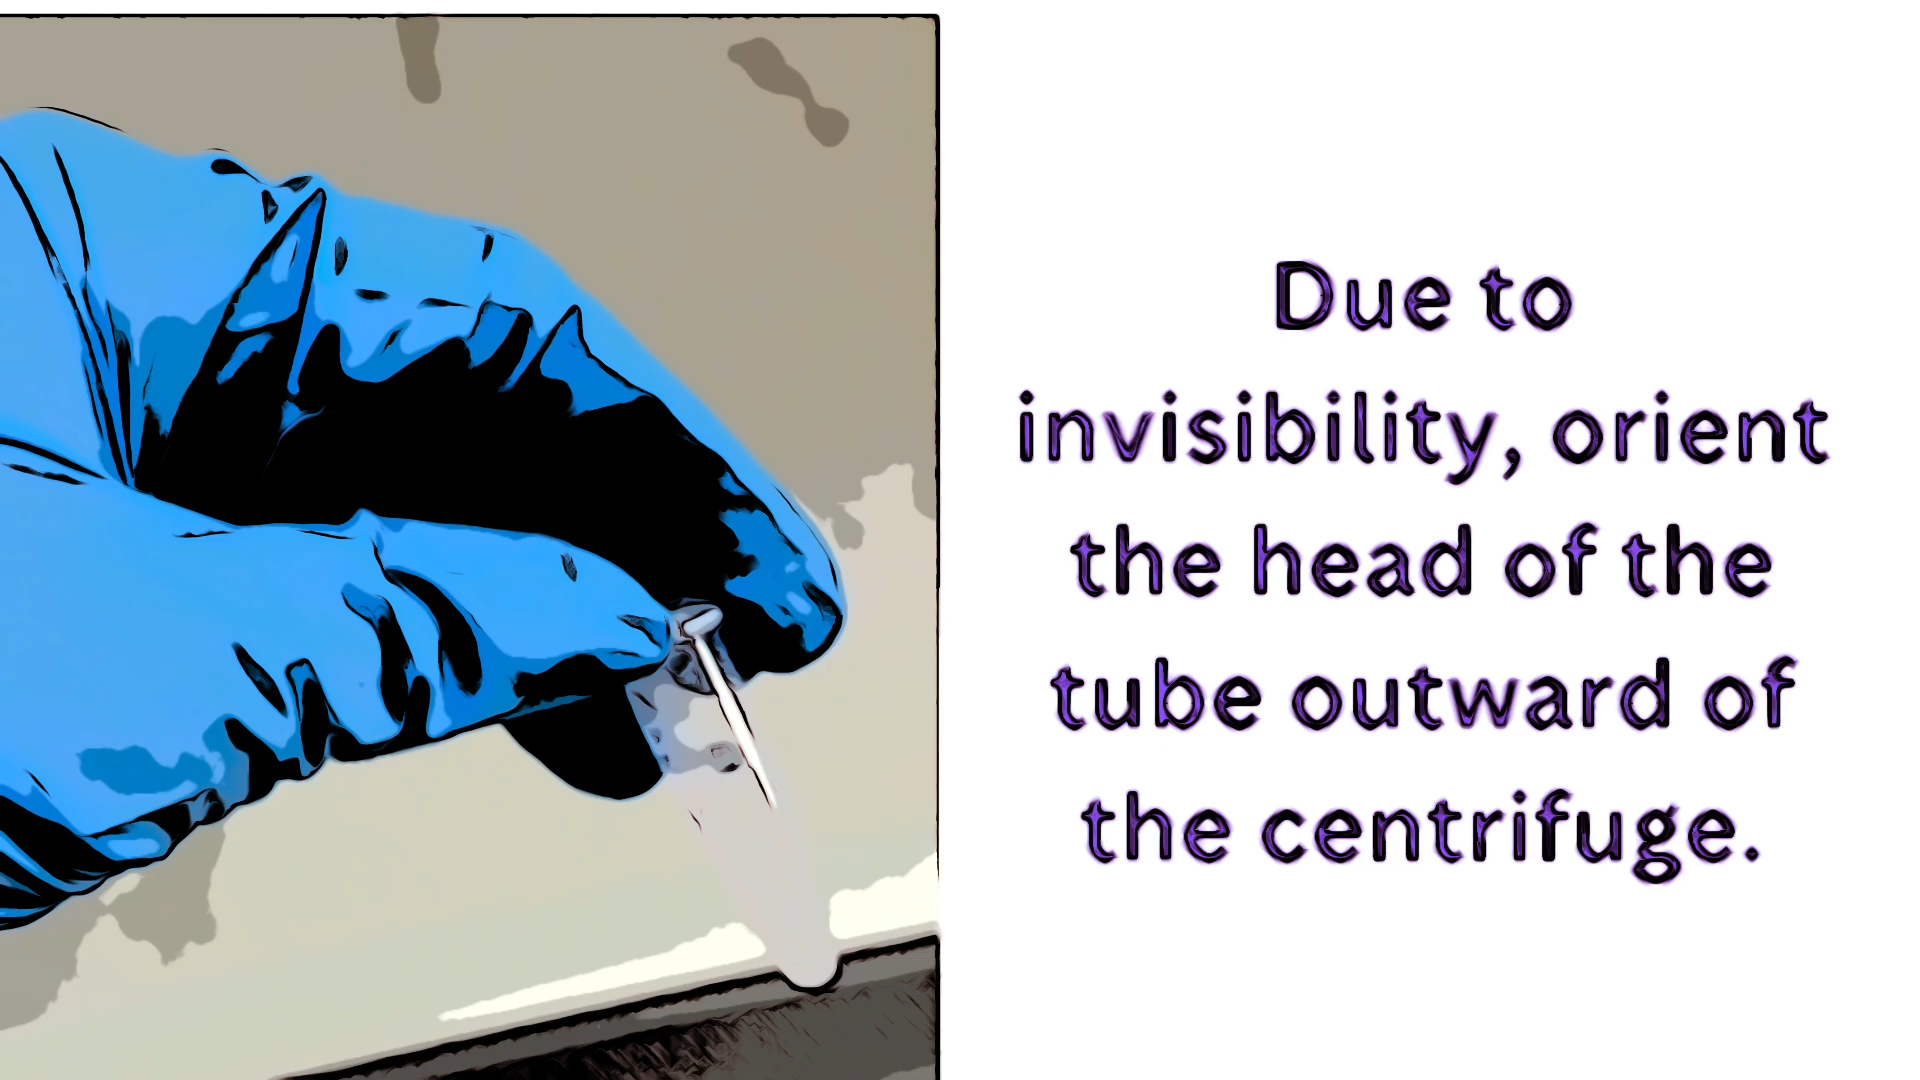 Due to
invisibility, orient
the head of the
tube outward of
the centrifuge.